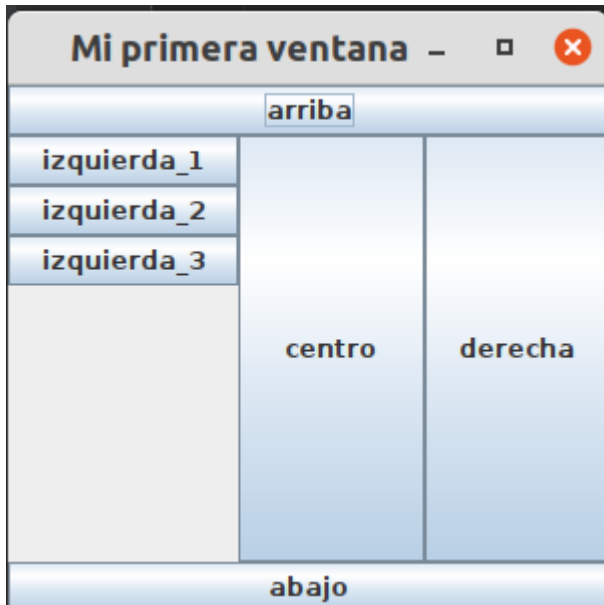 Mi primera ventana
arriba
izquierda_1
izquierda_2
izquierda_3
centro
derecha
abajo